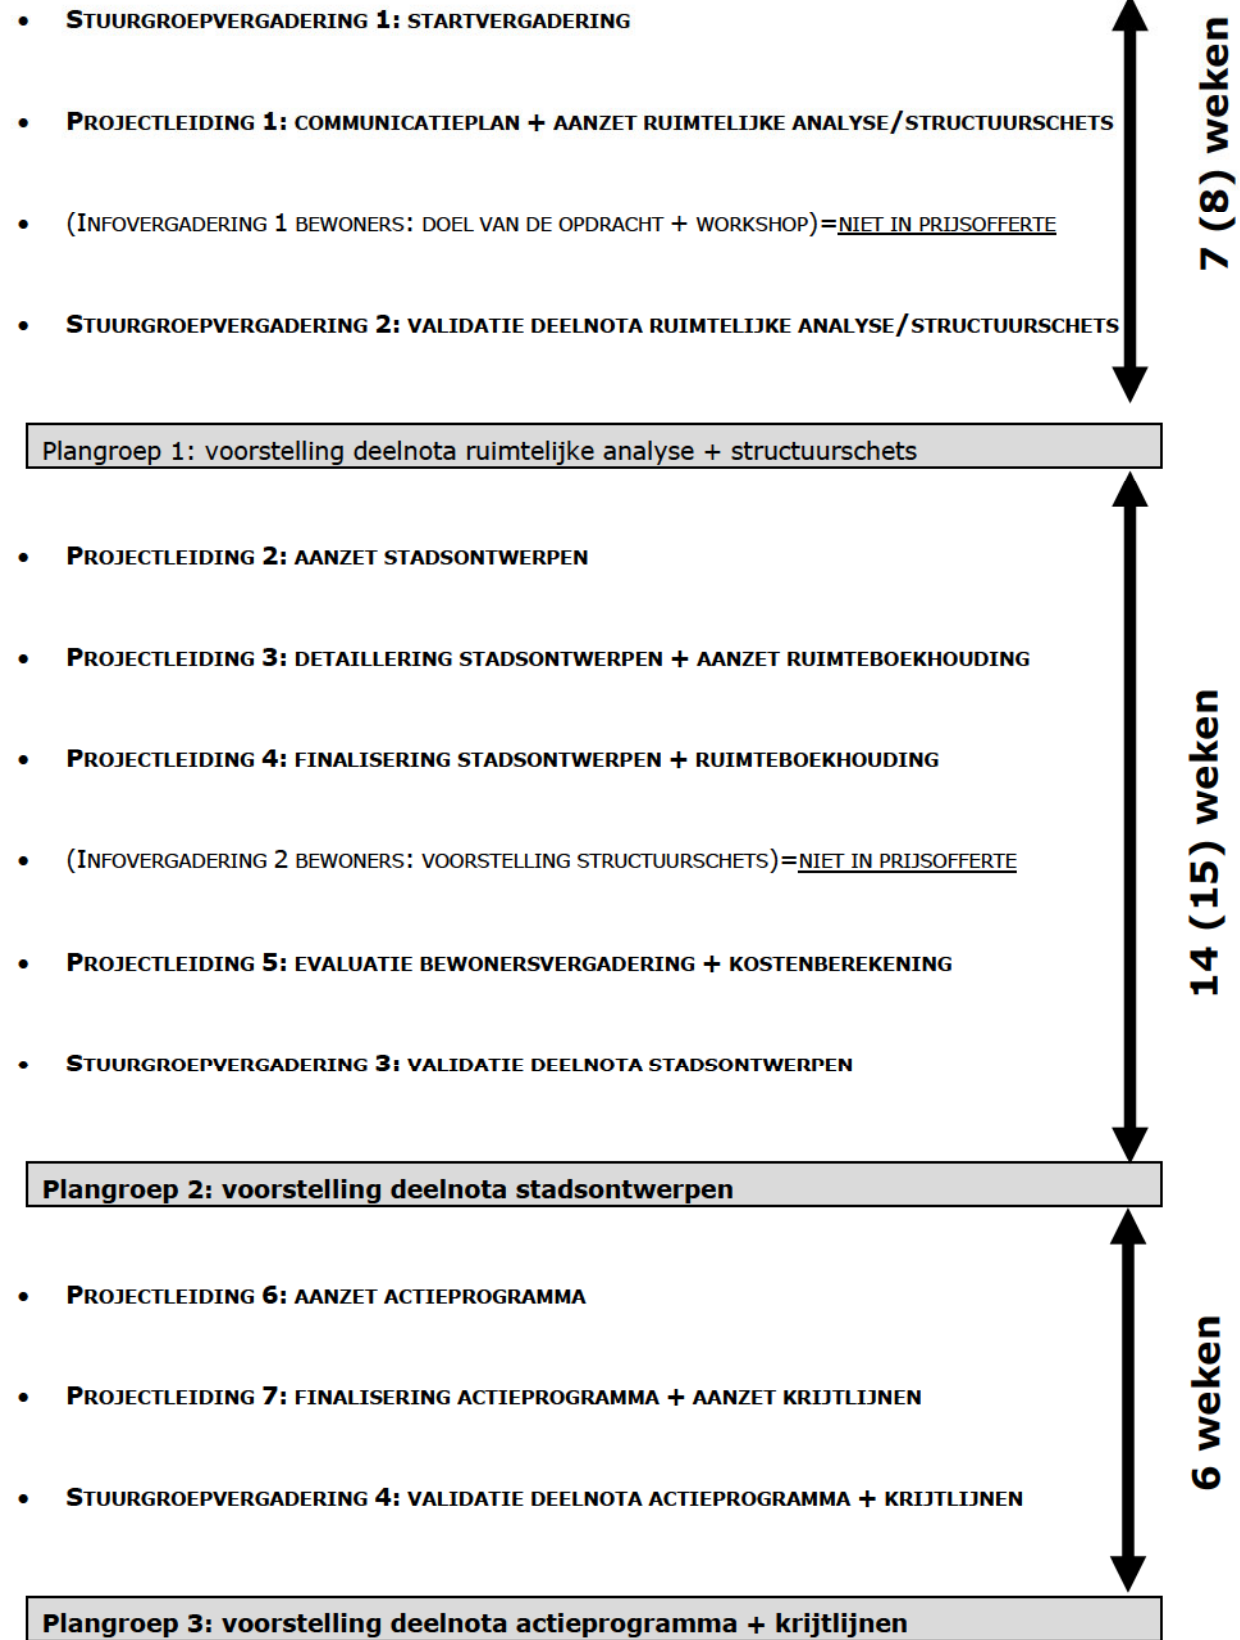 • Stuurgroepvergadering 1: startvergadering
• Projectleiding 1: communicatieplan + aanzet ruimtelijke analyse/structuurschets
• (Infovergadering 1 bewoners: doel van de opdracht + workshop)=niet in prijsofferte
• Stuurgroepvergadering 2: validatie deelnota ruimtelijke analyse/structuurschets
7 (8) weken
Plangroep 1: voorstelling deelnota ruimtelijke analyse + structuurschets
• Projectleiding 2: aanzet stadsontwerpen
• Projectleiding 3: detaillering stadsontwerpen + aanzet ruimteboekhouding
• Projectleiding 4: finalisering stadsontwerpen + ruimteboekhouding
• (Infovergadering 2 bewoners: voorstelling structuurschets)=niet in prijsofferte
• Projectleiding 5: evaluatie bewonersvergadering + kostenberekening
• Stuurgroepvergadering 3: validatie deelnota stadsontwerpen
14 (15) weken
Plangroep 2: voorstelling deelnota stadsontwerpen
• Projectleiding 6: aanzet actieprogramma
• Projectleiding 7: finalisering actieprogramma + aanzet krijtlijnen
• Stuurgroepvergadering 4: validatie deelnota actieprogramma + krijtlijnen
6 weken
Plangroep 3: voorstelling deelnota actieprogramma + krijtlijnen